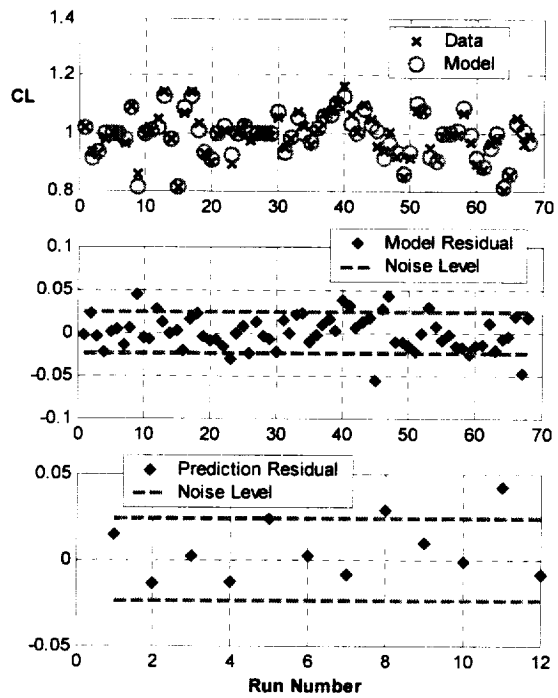 1.4
1.2
CL
1
0.8
× Data
Model
0 10 20 30 40 50 60 70
0.1
0.05
0
-0.05
-0.1
Model Residual
Noise Level
0 10 20 30 40 50 60 70
0.05
0
-0.05
Prediction Residual
Noise Level
0 2 4 6 8 10 12
Run Number